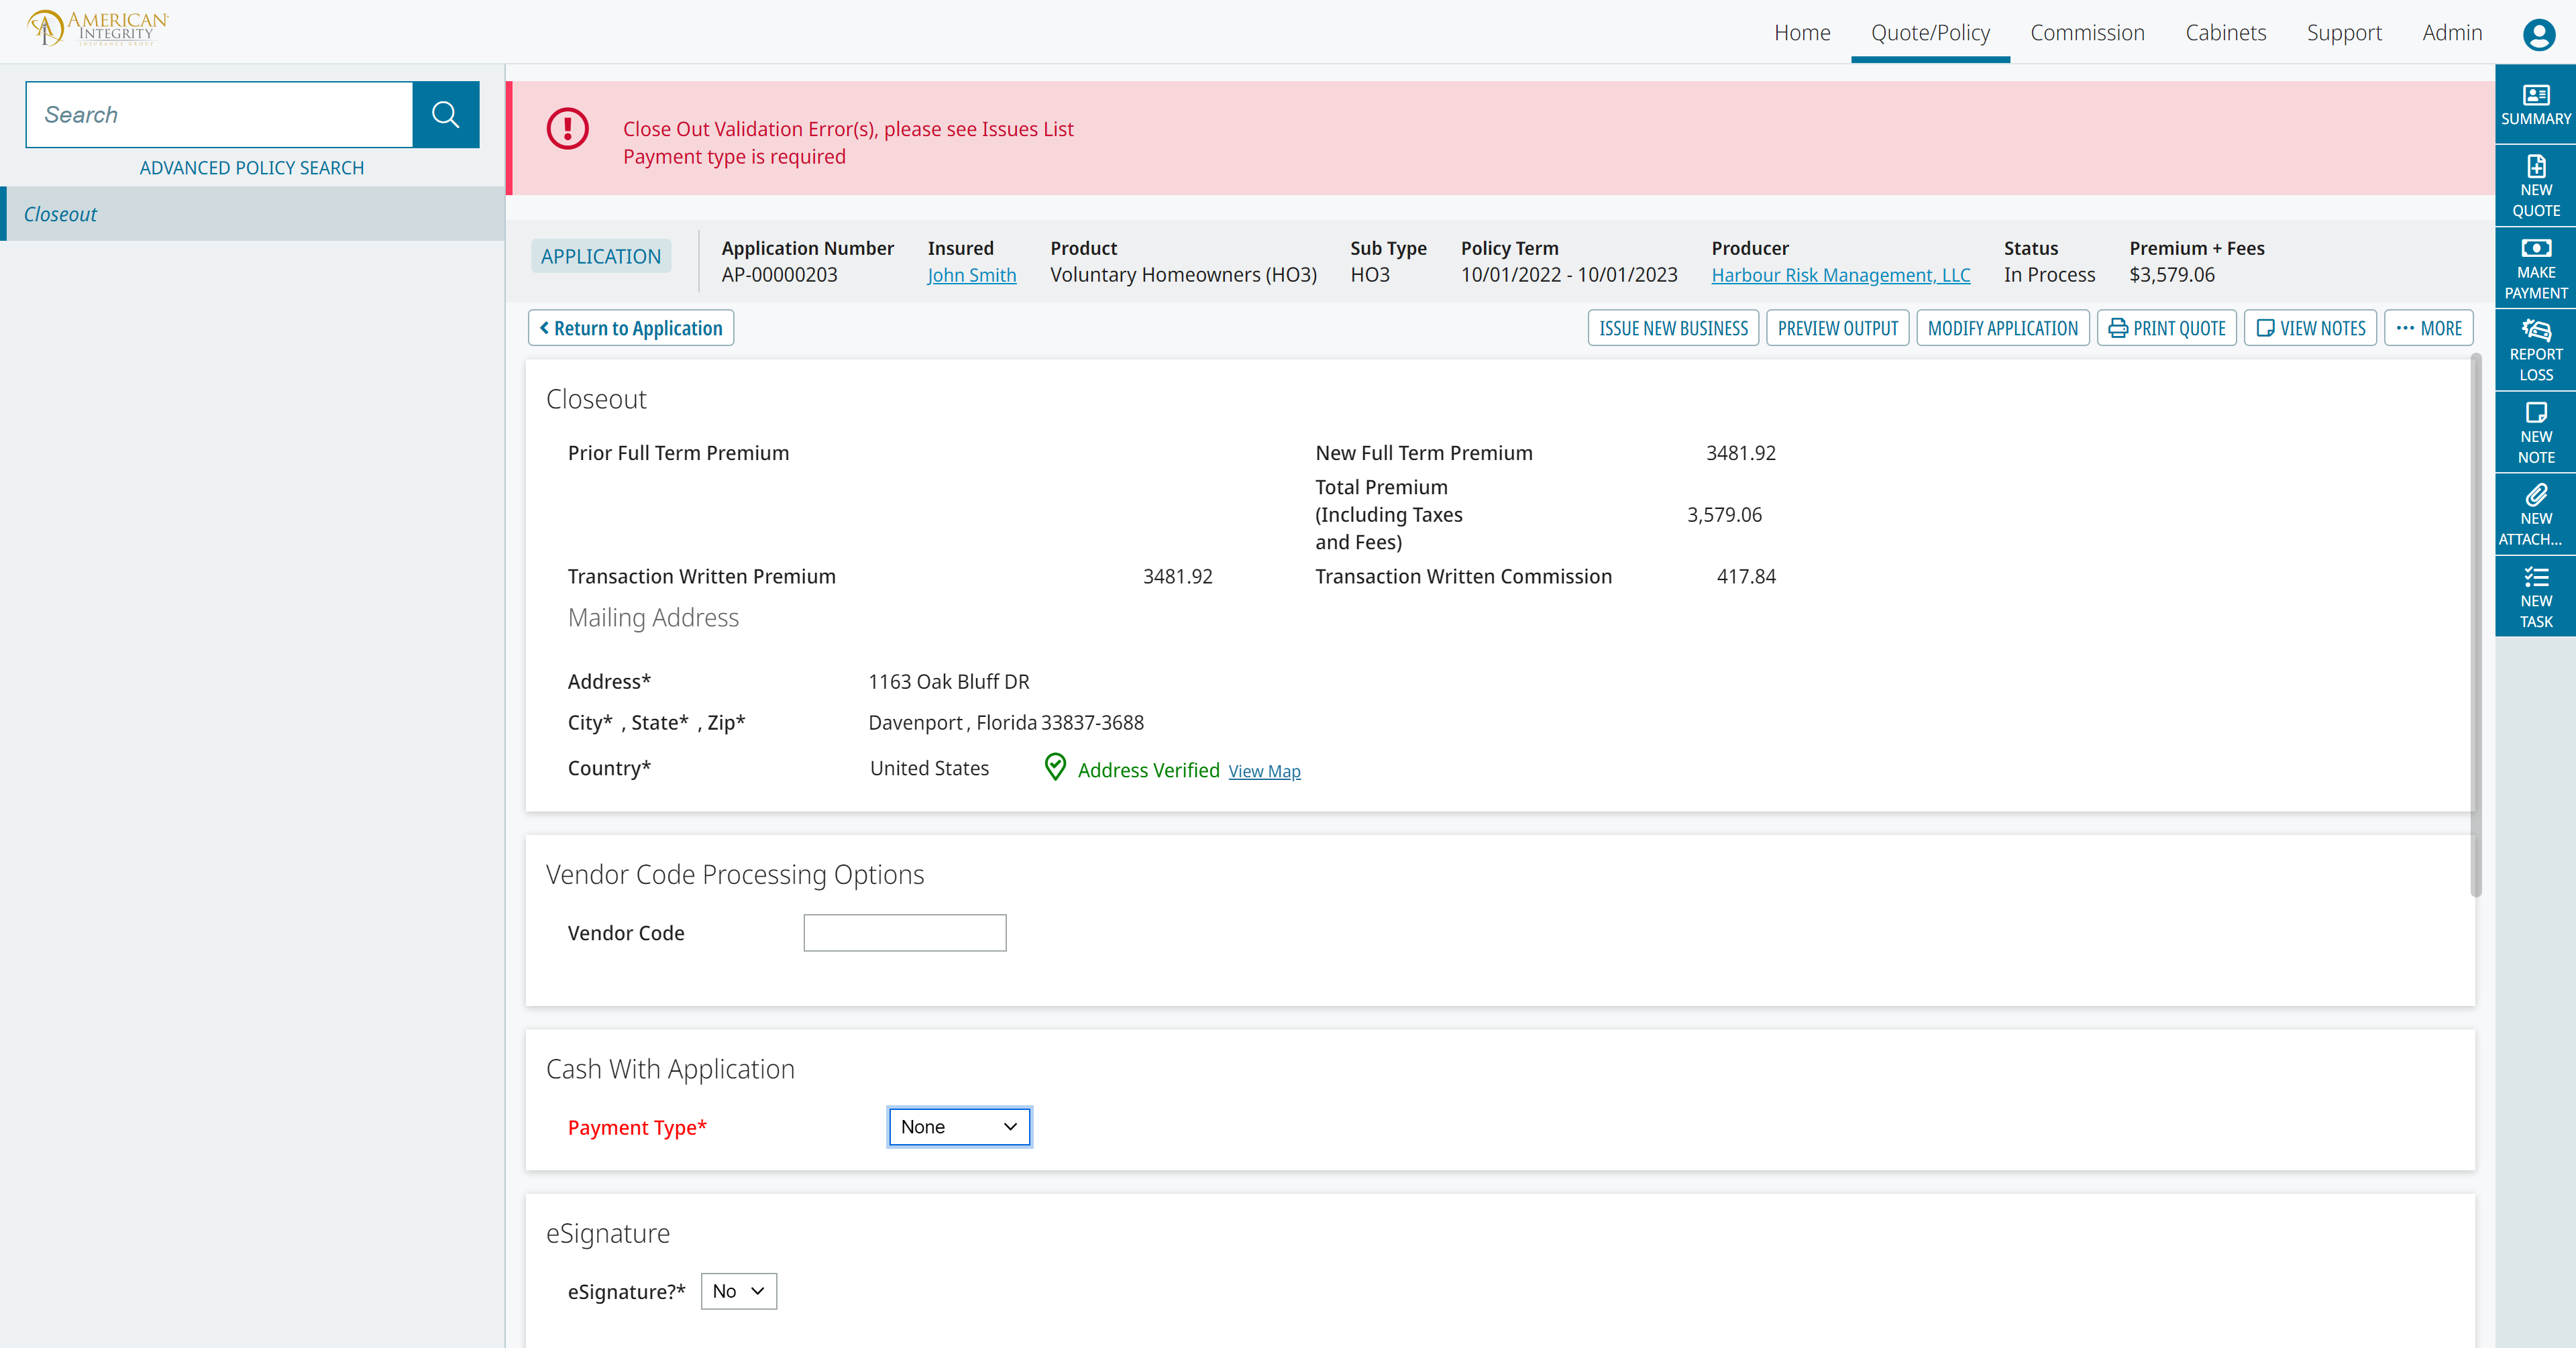 AMERICAN
INTEGRITY
INSURANCE GROUP
Home Quote/Policy Commission Cabinets Support Admin
Search
ADVANCED POLICY SEARCH
Closeout
Close Out Validation Error(s), please see Issues List
Payment type is required
APPLICATION
Application Number Insured Product Sub Type Policy Term Producer Status Premium + Fees
AP-00000203 John Smith Voluntary Homeowners (HO3) HO3 10/01/2022 - 10/01/2023 Harbour Risk Management, LLC In Process $3,579.06
Return to Application ISSUE NEW BUSINESS PREVIEW OUTPUT MODIFY APPLICATION PRINT QUOTE VIEW NOTES ··· MORE
Closeout
Prior Full Term Premium New Full Term Premium 3481.92
Total Premium
(Including Taxes 3,579.06
and Fees)
Transaction Written Premium 3481.92 Transaction Written Commission 417.84
Mailing Address
Address* 1163 Oak Bluff DR
City* , State* , Zip* Davenport , Florida 33837-3688
Country* United States Address Verified View Map
Vendor Code Processing Options
Vendor Code
Cash With Application
Payment Type* None
eSignature
eSignature?* No
SUMMARY
NEW
QUOTE
MAKE
PAYMENT
REPORT
LOSS
NEW
NOTE
NEW
ATTACH...
NEW
TASK